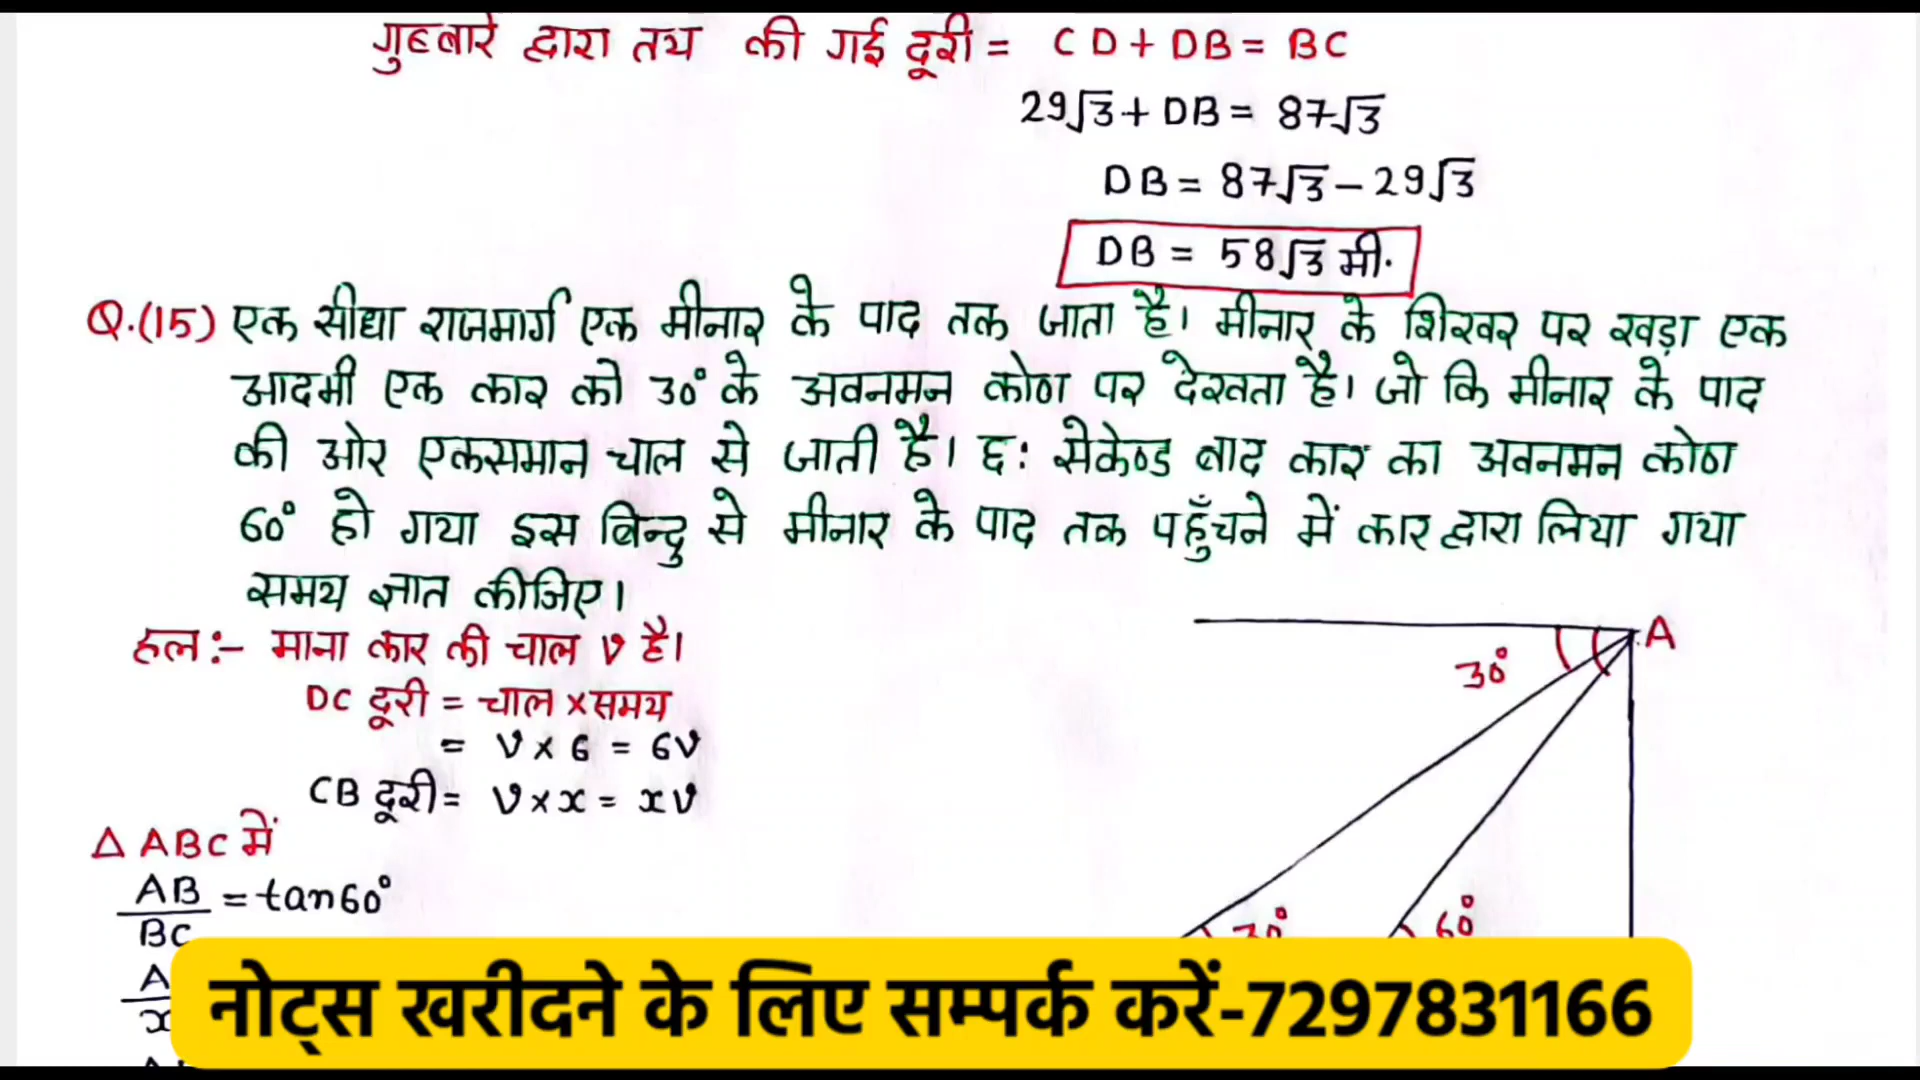 गुब्बारे द्वारा तय की गई दूरी = CD + DB = BC
29√3 + DB = 87√3
DB = 87√3 – 29√3
DB = 58√3 मी.
Q.(15) एक सीधा राजमार्ग एक मीनार के पाद तक जाता है। मीनार के शिखर पर खड़ा एक
आदमी एक कार को 30° के अवनमन कोण पर देखता है। जो कि मीनार के पाद
की ओर एकसमान चाल से जाती है। छः सेकेण्ड बाद कार का अवनमन कोण
60° हो गया इस बिन्दु से मीनार के पाद तक पहुँचने में कार द्वारा लिया गया
समय ज्ञात कीजिए।
हल:- माना कार की चाल v है।
DC दूरी = चाल × समय
= v × 6 = 6v
CB दूरी = v × x = xv
A
30°
△ ABC में
AB/BC = tan60°
30° 60°
A
x
नोट्स खरीदने के लिए सम्पर्क करें-7297831166